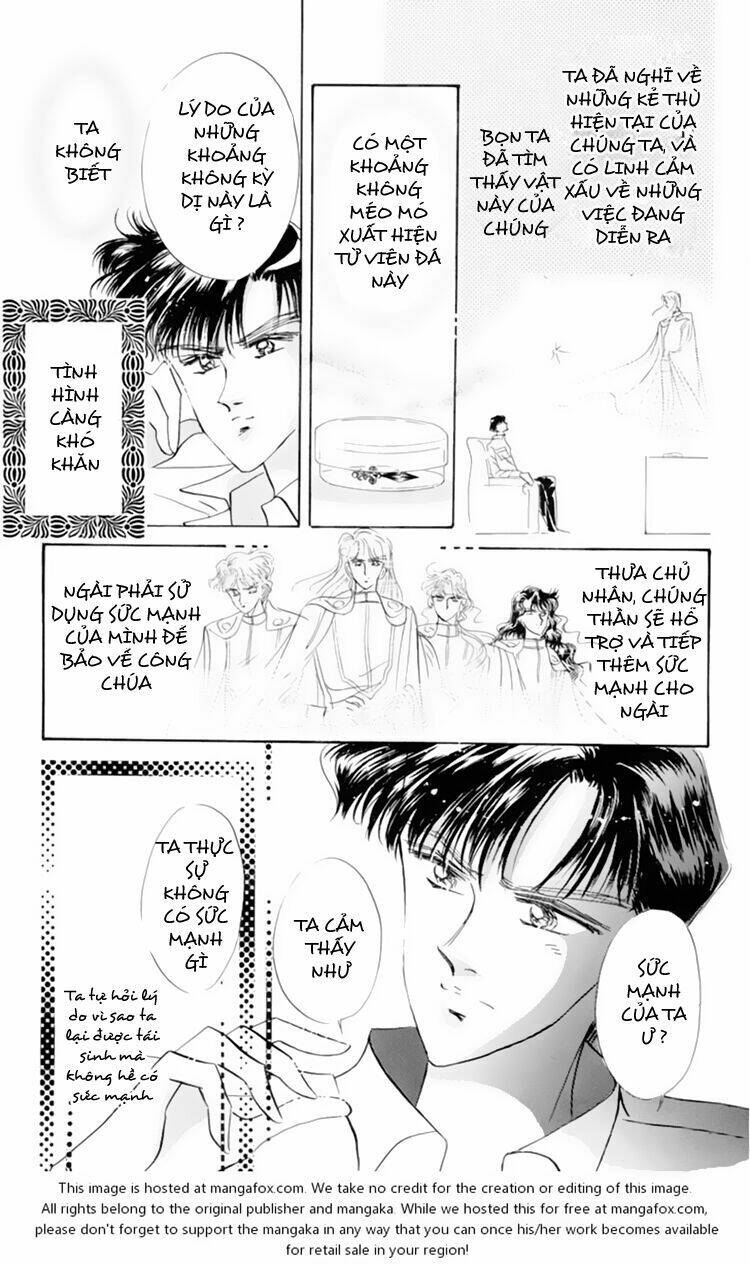 TA ĐÃ NGHĨ VỀ
NHỮNG KẺ THÙ
HIỆN TẠI CỦA
CHÚNG TA, VÀ
CÓ LINH CẢM
XẤU VỀ NHỮNG
VIỆC ĐANG
DIỄN RA
BỌN TA
ĐÃ TÌM
THẤY VẬT
NÀY CỦA
CHÚNG
CÓ MỘT
KHOẢNG
KHÔNG
MÉO MÓ
XUẤT HIỆN
TỪ VIÊN ĐÁ
NÀY
LÝ DO CỦA
NHỮNG
KHOẢNG
KHÔNG KỲ
DỊ NÀY LÀ
GÌ ?
TA
KHÔNG
BIẾT
TÌNH
HÌNH
CÀNG
KHÓ
KHĂN
THƯA CHỦ
NHÂN, CHÚNG
THẦN SẼ HỖ
TRỢ VÀ TIẾP
THÊM SỨC
MẠNH CHO
NGÀI
NGÀI PHẢI SỬ
DỤNG SỨC MẠNH
CỦA MÌNH ĐỂ
BẢO VỆ CÔNG
CHÚA
SỨC
MẠNH
CỦA TA
Ư ?
TA CẢM
THẤY
NHƯ
TA THỰC
SỰ
KHÔNG
CÓ SỨC
MẠNH
GÌ
Ta tự hỏi lý
do vì sao ta
lại được tái
sinh mà
không hề có
sức mạnh
This image is hosted at mangafox.com. We take no credit for the creation or editing of this image.
All rights belong to the original publisher and mangaka. While we hosted this for free at mangafox.com,
please don't forget to support the mangaka in any way that you can once his/her work becomes available
for retail sale in your region!